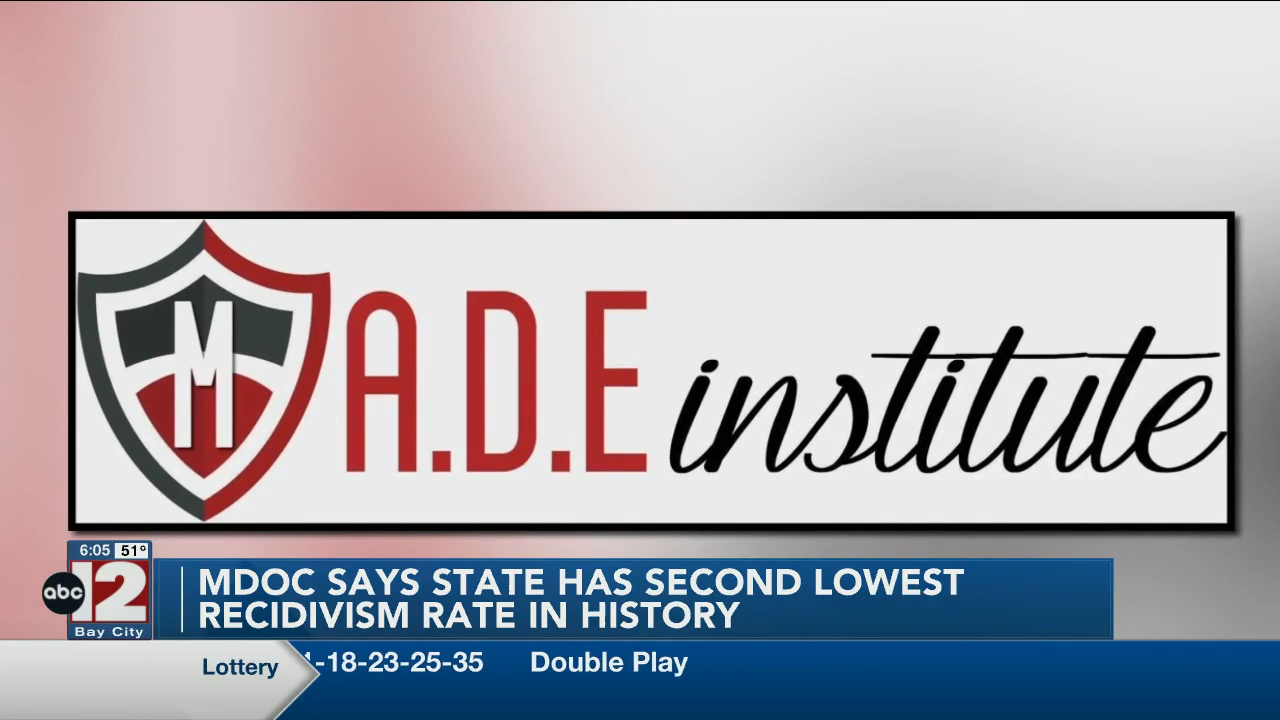 M A.D.E institute
6:05 51°
abc 12
Bay City
MDOC SAYS STATE HAS SECOND LOWEST
RECIDIVISM RATE IN HISTORY
Lottery -18-23-25-35 Double Play